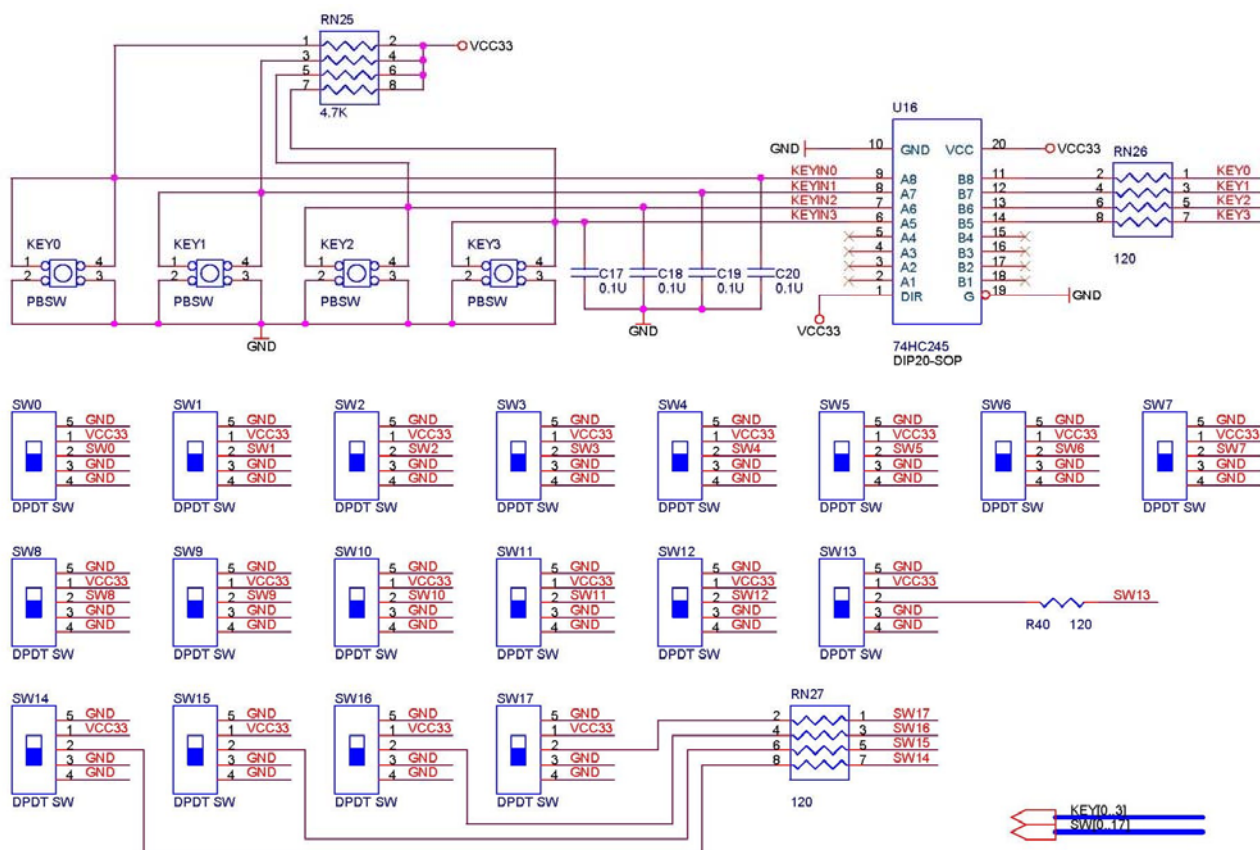 RN25
1 2 VCC33
3 4
5 6
7 8
4.7K
U16
GND 10 GND VCC 20 VCC33
RN26
KEYIN0 9 A8 B8 11 2 1 KEY0
KEYIN1 8 A7 B7 12 4 3 KEY1
KEYIN2 7 A6 B6 13 6 5 KEY2
KEYIN3 6 A5 B5 14 8 7 KEY3
5 A4 B4 15
4 A3 B3 16
3 A2 B2 17
2 A1 B1 18
1 DIR G 19 GND
120
VCC33
74HC245
DIP20-SOP
KEY0 KEY1 KEY2 KEY3
1 4 1 4 1 4 1 4
2 3 2 3 2 3 2 3
PBSW PBSW PBSW PBSW
C17 C18 C19 C20
0.1U 0.1U 0.1U 0.1U
GND GND
SW0 SW1 SW2 SW3 SW4 SW5 SW6 SW7
5 GND 5 GND 5 GND 5 GND 5 GND 5 GND 5 GND 5 GND
1 VCC33 1 VCC33 1 VCC33 1 VCC33 1 VCC33 1 VCC33 1 VCC33 1 VCC33
2 SW0 2 SW1 2 SW2 2 SW3 2 SW4 2 SW5 2 SW6 2 SW7
3 GND 3 GND 3 GND 3 GND 3 GND 3 GND 3 GND 3 GND
4 GND 4 GND 4 GND 4 GND 4 GND 4 GND 4 GND 4 GND
DPDT SW DPDT SW DPDT SW DPDT SW DPDT SW DPDT SW DPDT SW DPDT SW
SW8 SW9 SW10 SW11 SW12 SW13
5 GND 5 GND 5 GND 5 GND 5 GND 5 GND
1 VCC33 1 VCC33 1 VCC33 1 VCC33 1 VCC33 1 VCC33
2 SW8 2 SW9 2 SW10 2 SW11 2 SW12 2 SW13
3 GND 3 GND 3 GND 3 GND 3 GND 3 GND
4 GND 4 GND 4 GND 4 GND 4 GND 4 GND
R40 120
DPDT SW DPDT SW DPDT SW DPDT SW DPDT SW DPDT SW
SW14 SW15 SW16 SW17 RN27
5 GND 5 GND 5 GND 5 GND 2 1 SW17
1 VCC33 1 VCC33 1 VCC33 1 VCC33 4 3 SW16
2 2 2 2 6 5 SW15
3 GND 3 GND 3 GND 3 GND 8 7 SW14
4 GND 4 GND 4 GND 4 GND
DPDT SW DPDT SW DPDT SW DPDT SW 120
KEY[0..3]
SW[0..17]